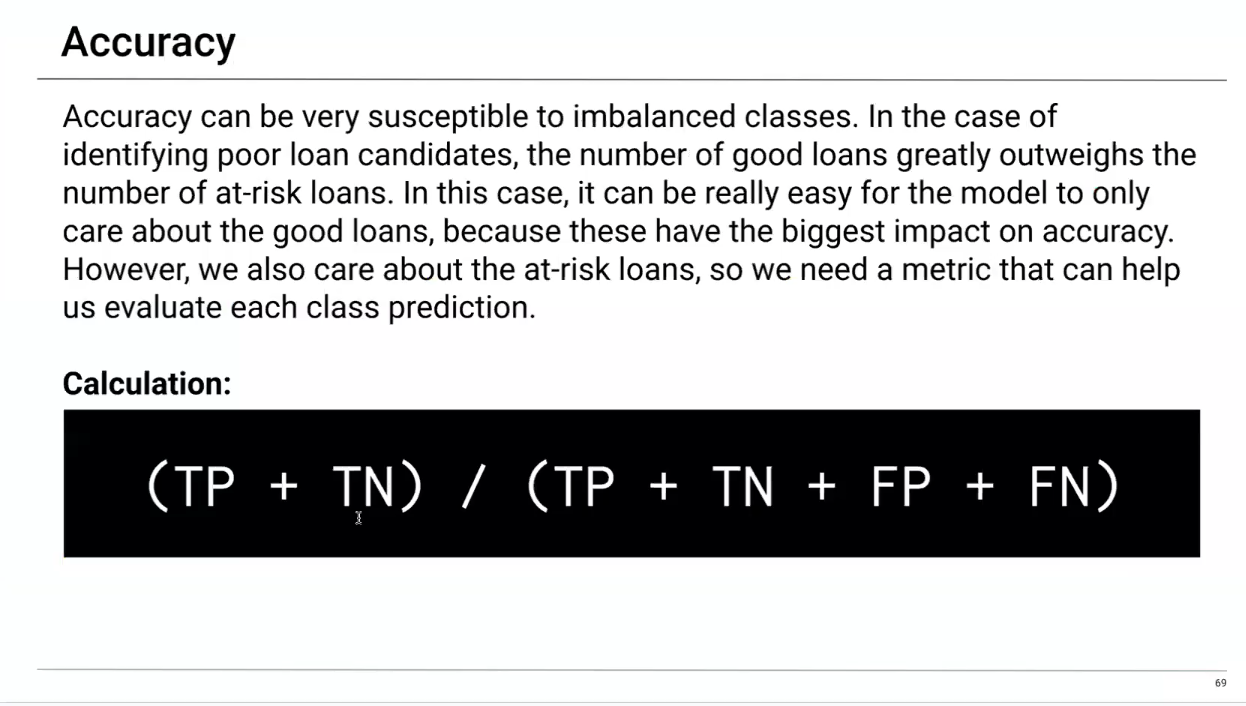 Accuracy
Accuracy can be very susceptible to imbalanced classes. In the case of
identifying poor loan candidates, the number of good loans greatly outweighs the
number of at-risk loans. In this case, it can be really easy for the model to only
care about the good loans, because these have the biggest impact on accuracy.
However, we also care about the at-risk loans, so we need a metric that can help
us evaluate each class prediction.
Calculation:
(TP + TN) / (TP + TN + FP + FN)
69